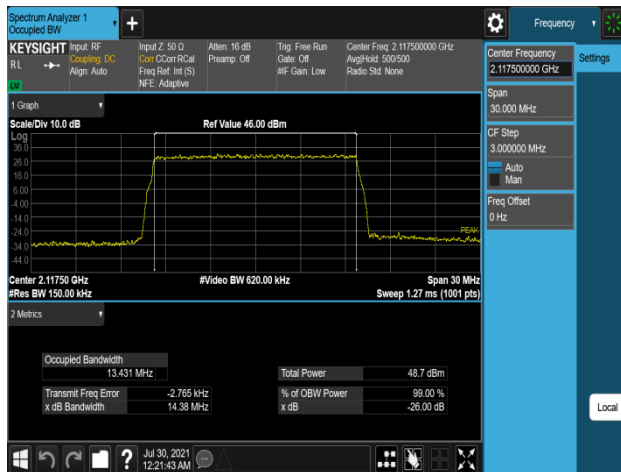 Spectrum Analyzer 1
Occupied BW
Frequency
KEYSIGHT
Input: RF
Coupling: DC
Align: Auto
Input Z: 50 Ω
Corr CCorr RCal
Freq Ref: Int (S)
NFE: Adaptive
Atten: 16 dB
Preamp: Off
Trig: Free Run
Gate: Off
#IF Gain: Low
Center Freq: 2.117500000 GHz
Avg|Hold: 500/500
Radio Std: None
R L
Center Frequency
2.117500000 GHz
Settings
Span
30.000 MHz
CF Step
3.000000 MHz
Auto
Man
Freq Offset
0 Hz
Local
1 Graph
Scale/Div 10.0 dB
Ref Value 46.00 dBm
Log
36.0
26.0
16.0
6.00
-4.00
-14.0
-24.0
-34.0
-44.0
PEAK
Center 2.11750 GHz
#Video BW 620.00 kHz
Span 30 MHz
#Res BW 150.00 kHz
Sweep 1.27 ms (1001 pts)
2 Metrics
Occupied Bandwidth
13.431 MHz
Total Power
48.7 dBm
Transmit Freq Error
-2.765 kHz
% of OBW Power
99.00 %
x dB Bandwidth
14.38 MHz
x dB
-26.00 dB
?
Jul 30, 2021
12:21:43 AM